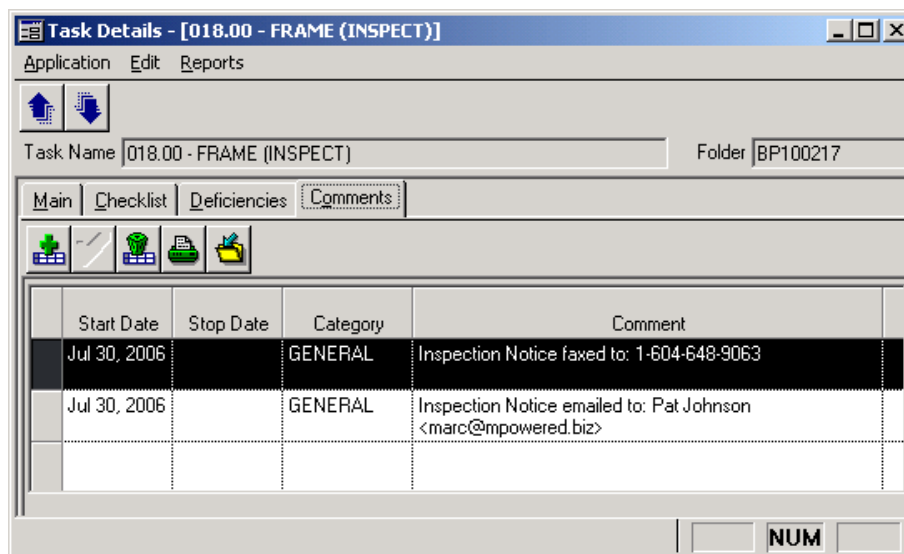 Task Details - [018.00 - FRAME (INSPECT)]
Application Edit Reports
Task Name 018.00 - FRAME (INSPECT) Folder BP100217
Main Checklist Deficiencies Comments
Start Date Stop Date Category Comment
Jul 30, 2006 GENERAL Inspection Notice faxed to: 1-604-648-9063
Jul 30, 2006 GENERAL Inspection Notice emailed to: Pat Johnson
<marc@mpowered.biz>
NUM